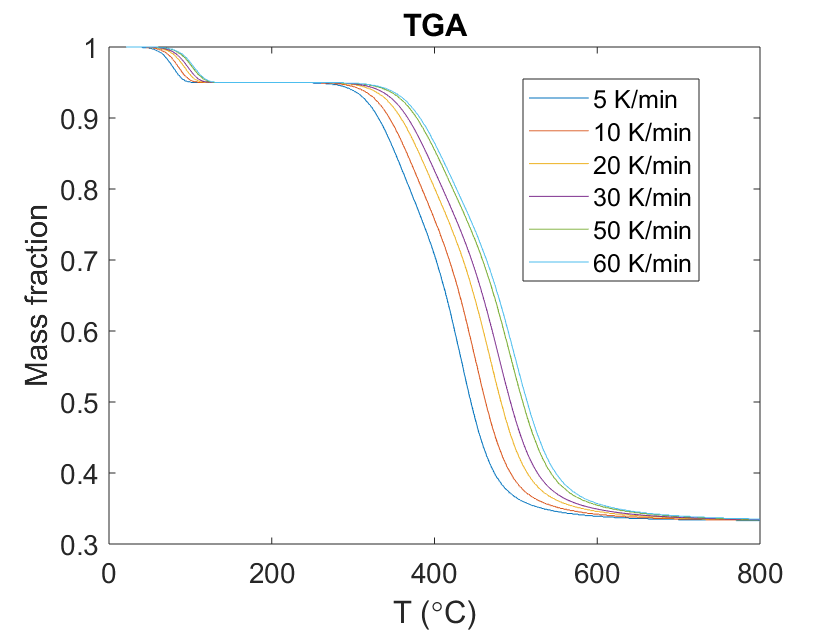 TGA
1
0.9
0.8
0.7
0.6
0.5
0.4
0.3
Mass fraction
5 K/min
10 K/min
20 K/min
30 K/min
50 K/min
60 K/min
0 200 400 600 800
T (°C)